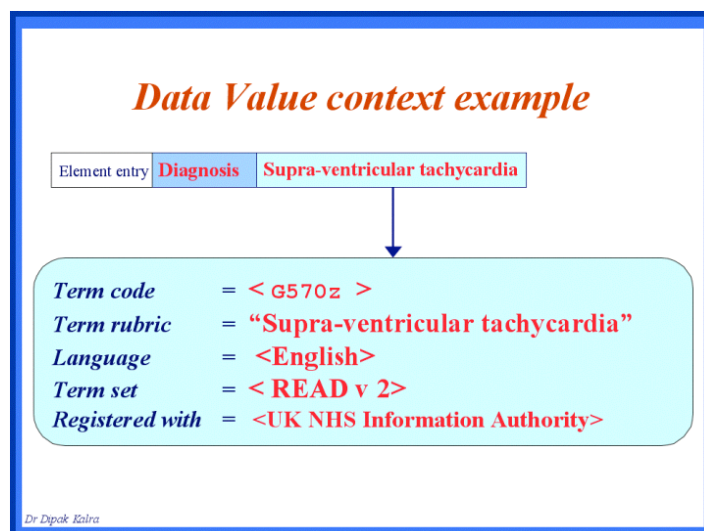 Data Value context example
Element entry Diagnosis Supra-ventricular tachycardia
Term code = < G570z >
Term rubric = “Supra-ventricular tachycardia”
Language = <English>
Term set = < READ v 2>
Registered with = <UK NHS Information Authority>
Dr Dipak Kalra